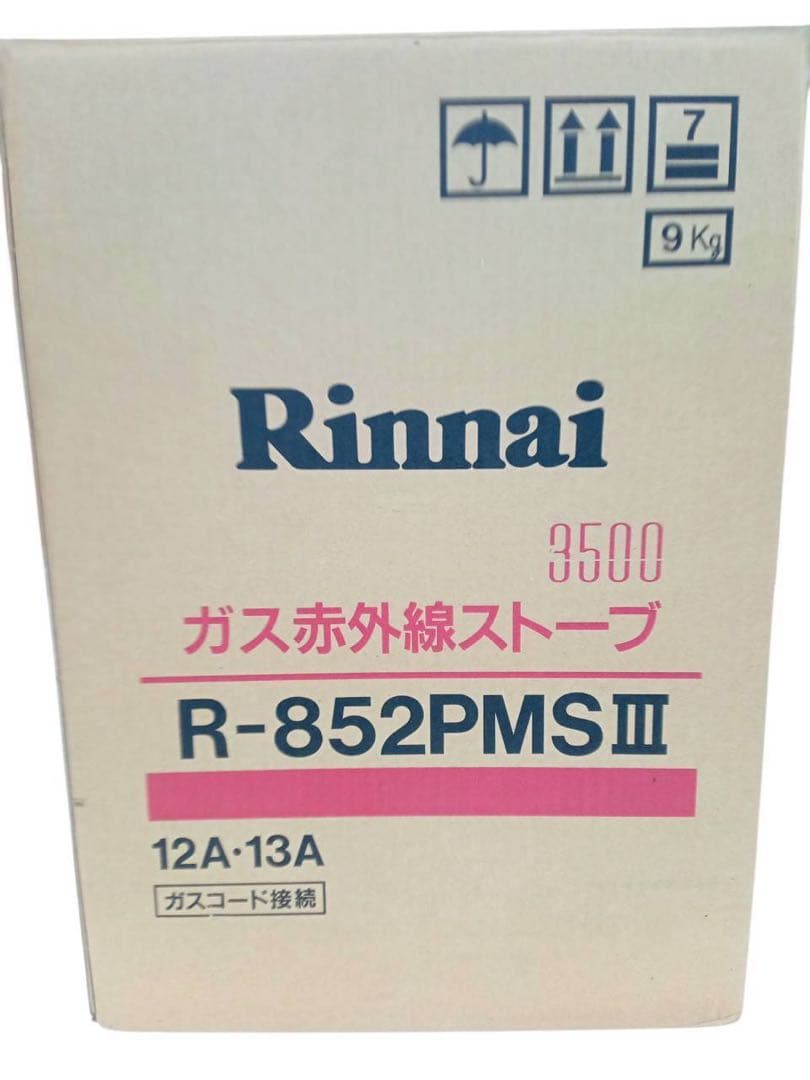 7
9Kg
Rinnai
3500
ガス赤外線ストーブ
R-852PMSⅢ
12A・13A
ガスコード接続